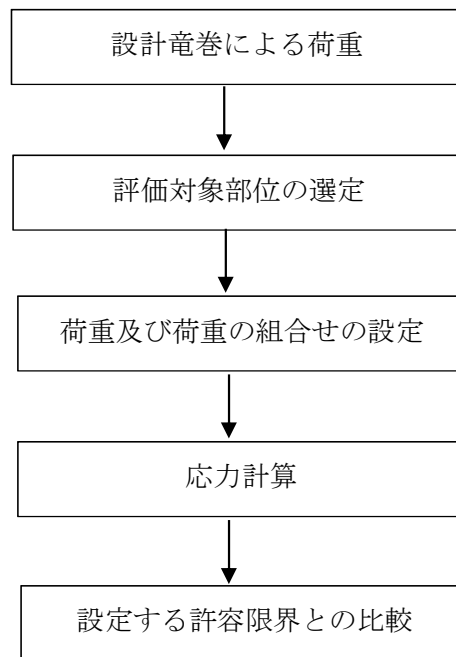 設計竜巻による荷重
評価対象部位の選定
荷重及び荷重の組合せの設定
応力計算
設定する許容限界との比較